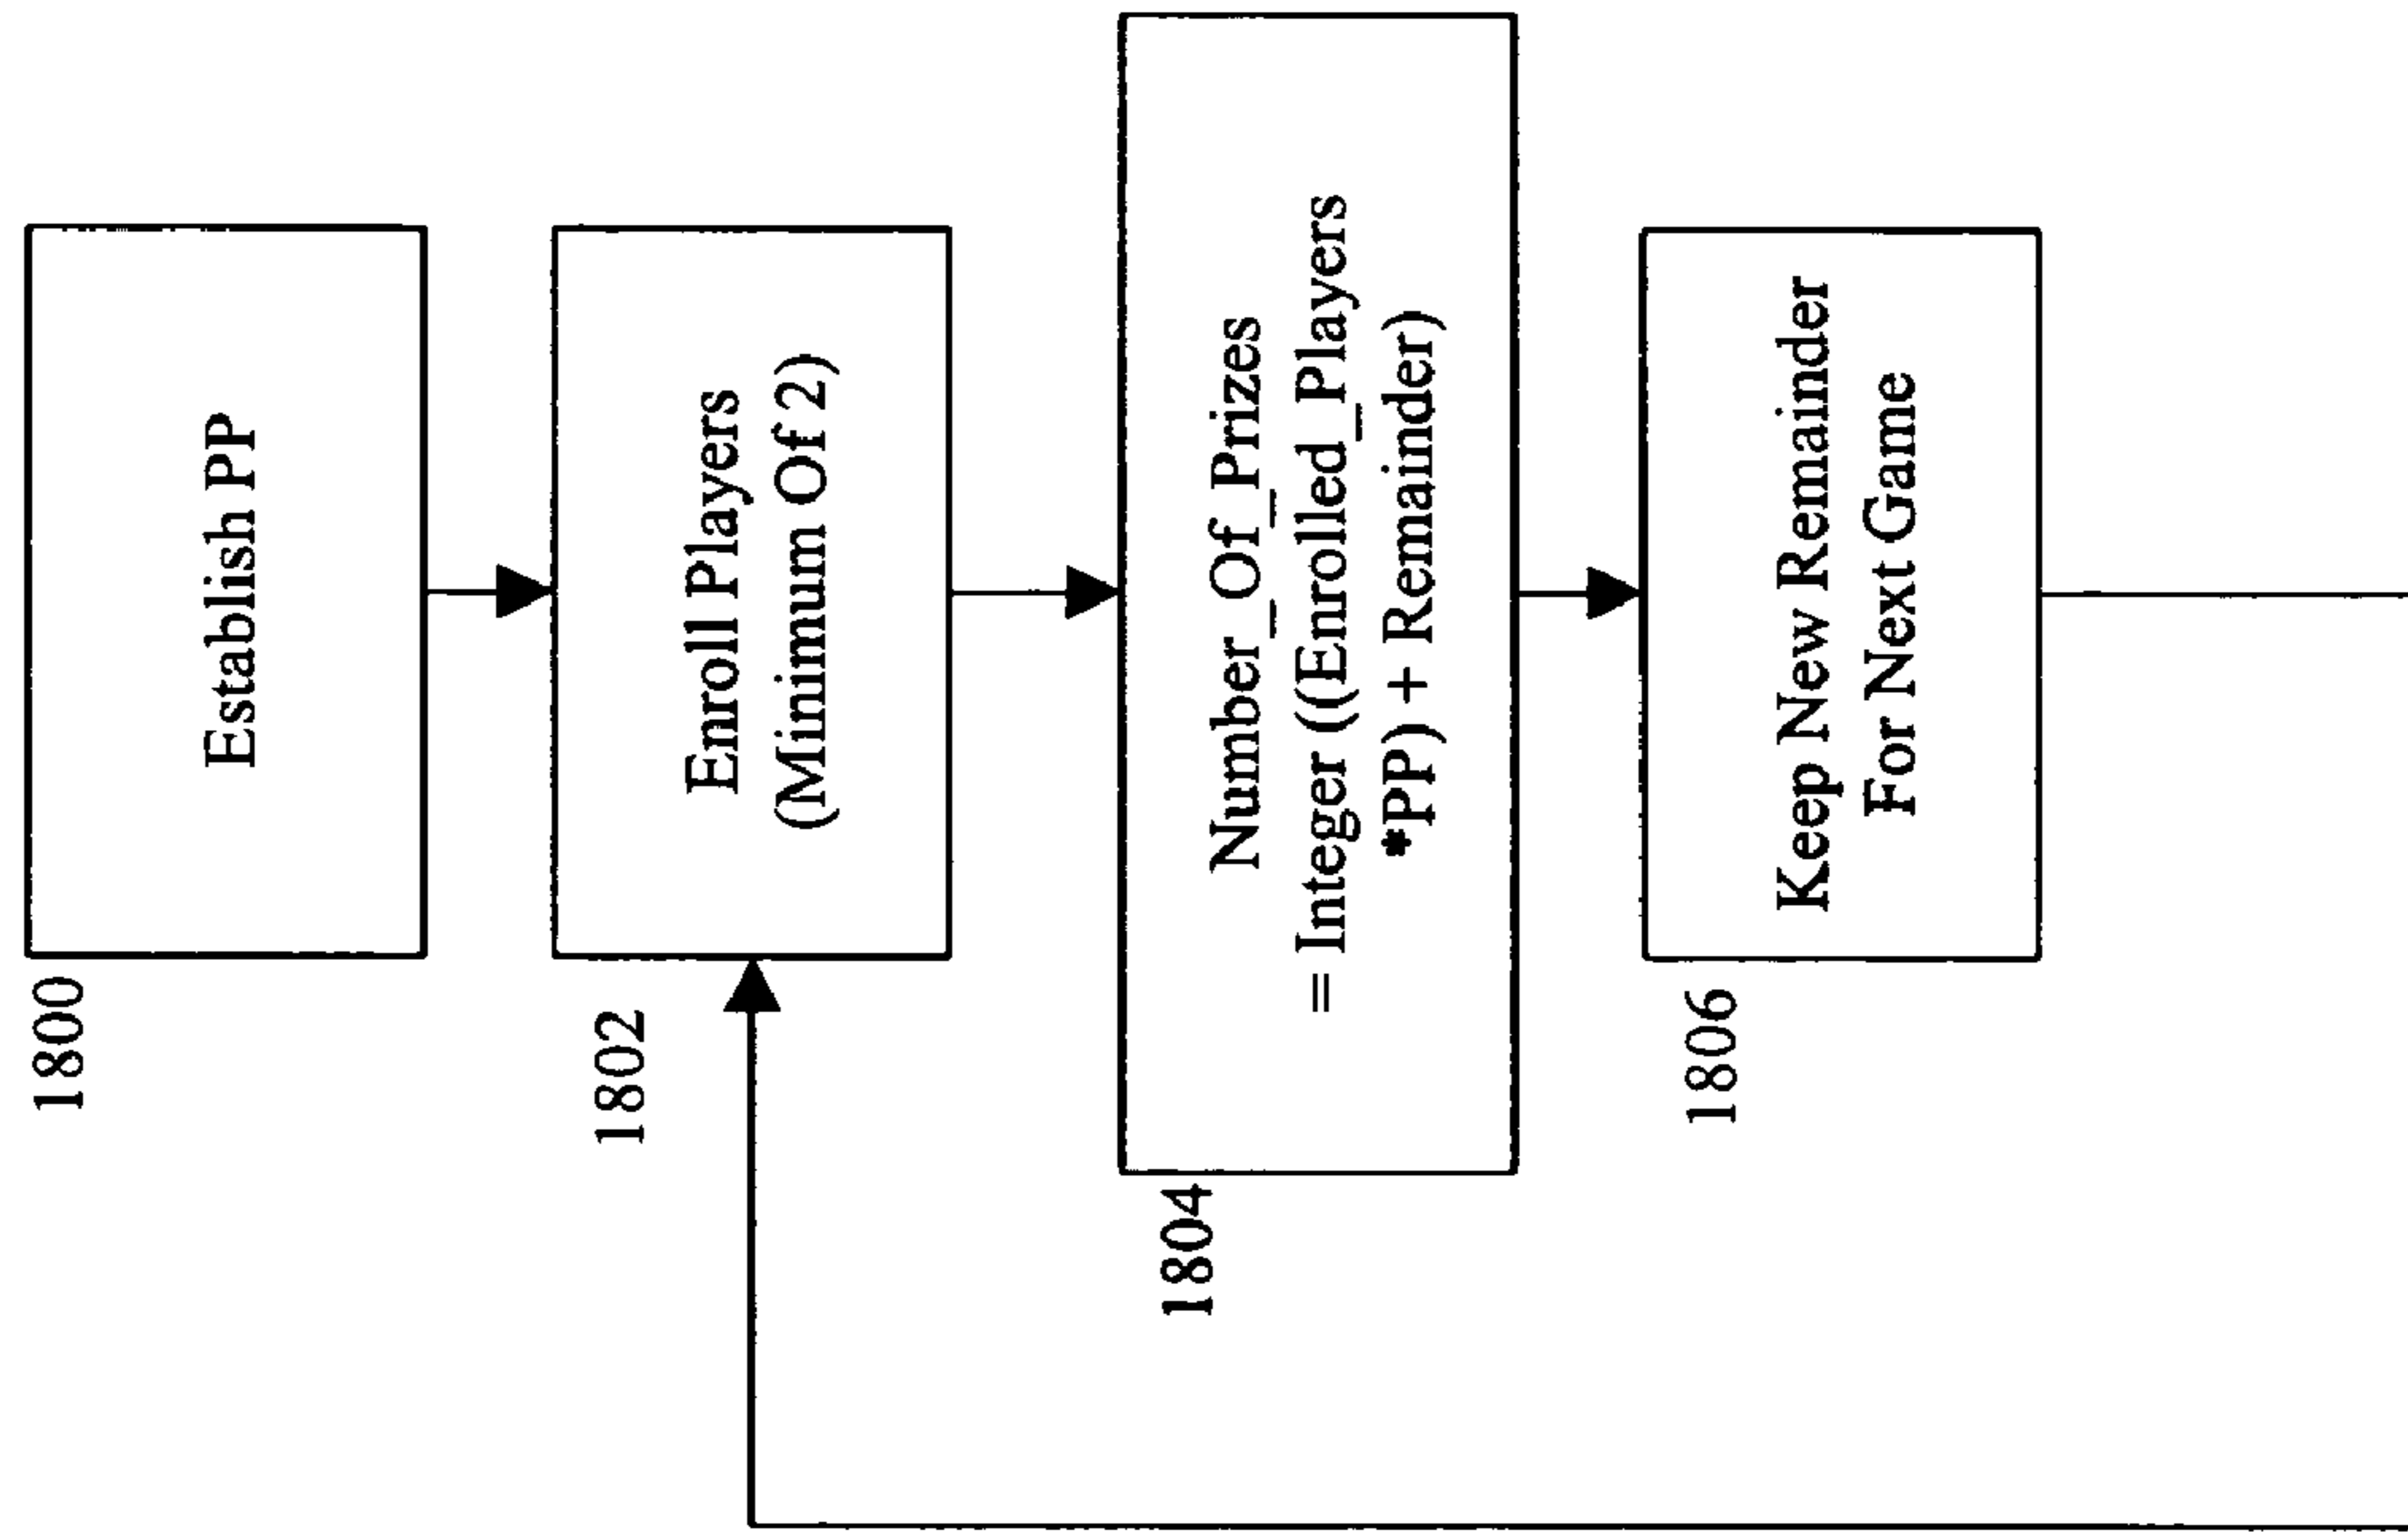 1800
Establish PP
1802
Enroll Players
(Minimum Of 2)
1804
Number_Of_Prizes
= Integer ((Enrolled_Players
*PP) + Remainder)
1806
Keep New Remainder
For Next Game